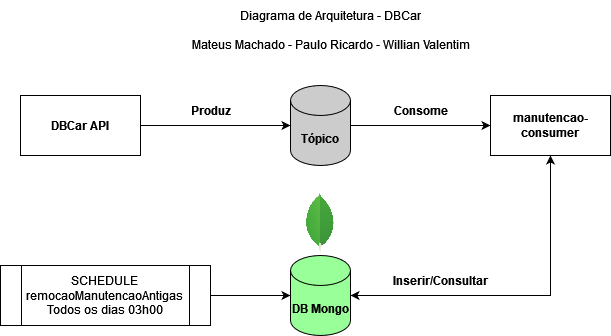 Diagrama de Arquitetura - DBCar
Mateus Machado - Paulo Ricardo - Willian Valentim
DBCar API
Produz
Tópico
Consome
manutencao-
consumer
SCHEDULE
remocaoManutencaoAntigas
Todos os dias 03h00
DB Mongo
Inserir/Consultar